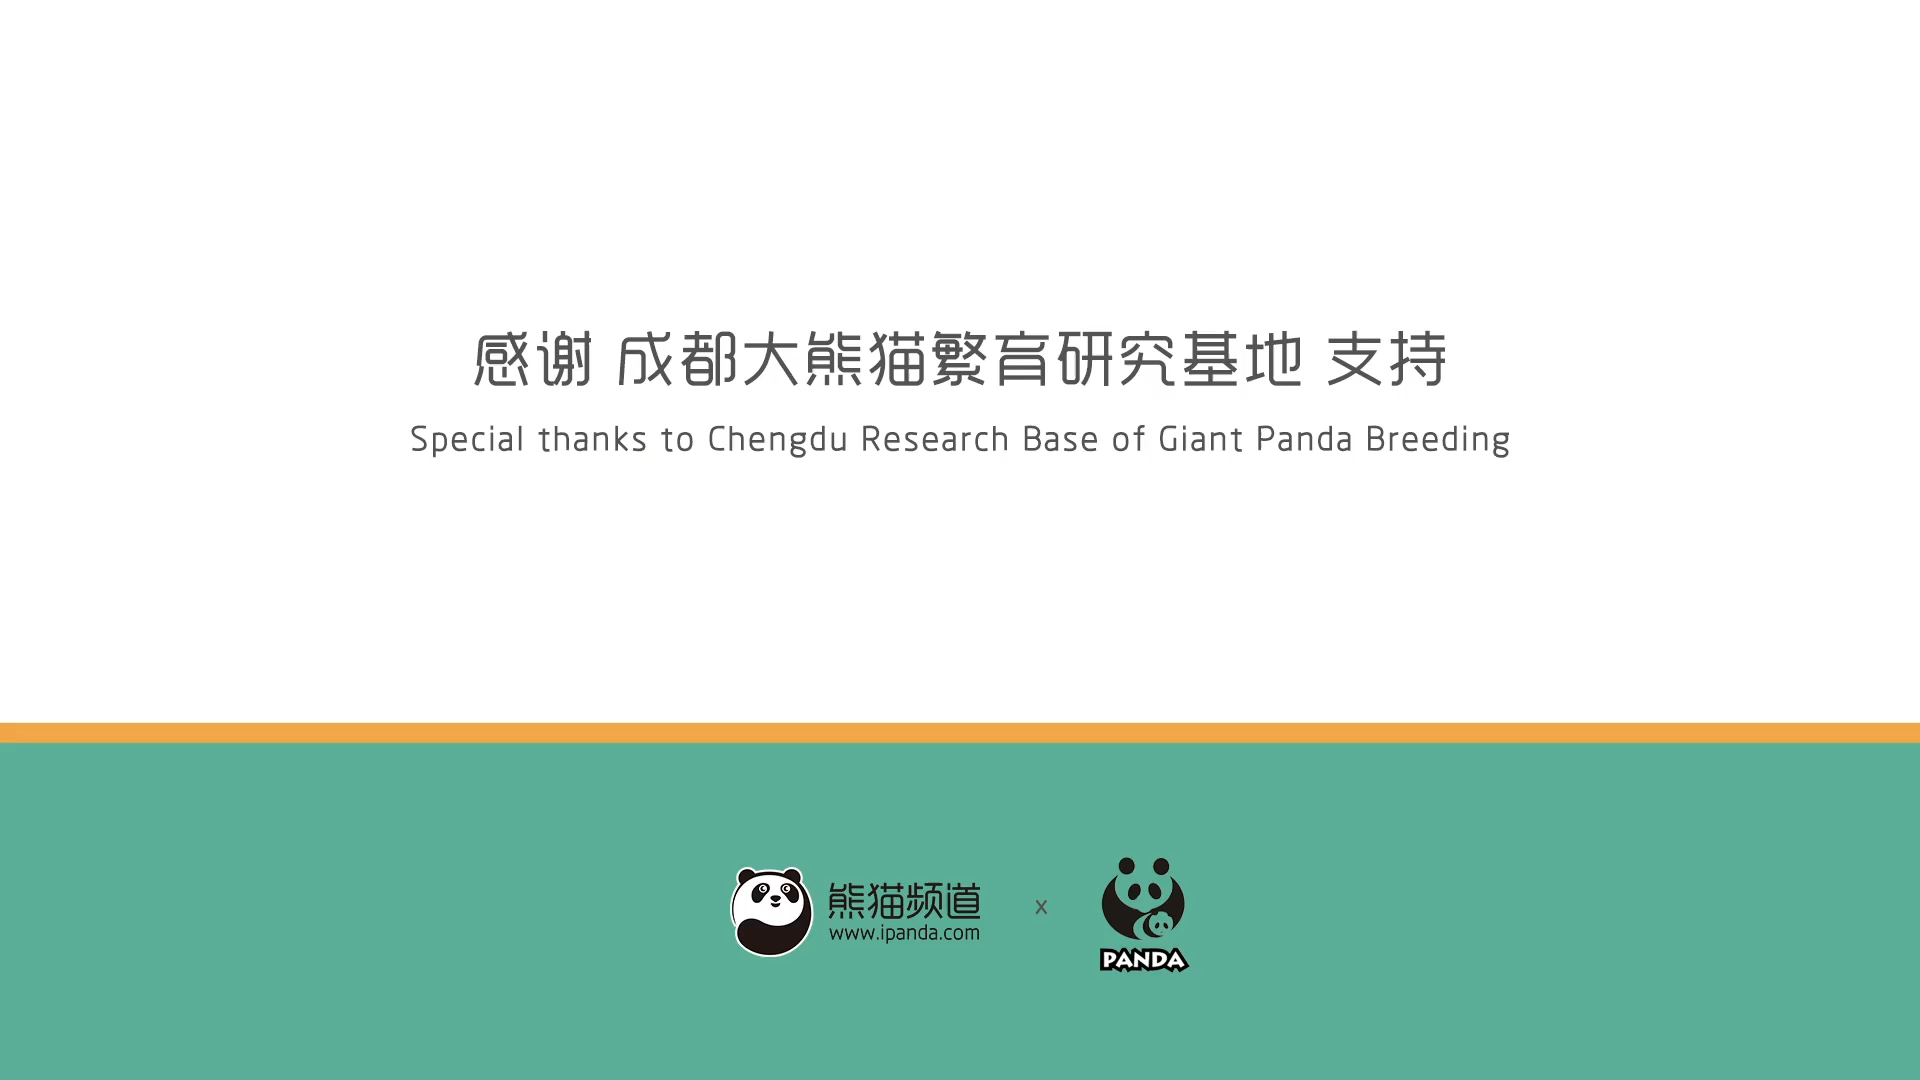 感谢 成都大熊猫繁育研究基地 支持
Special thanks to Chengdu Research Base of Giant Panda Breeding
熊猫频道
www.ipanda.com
x
PANDA